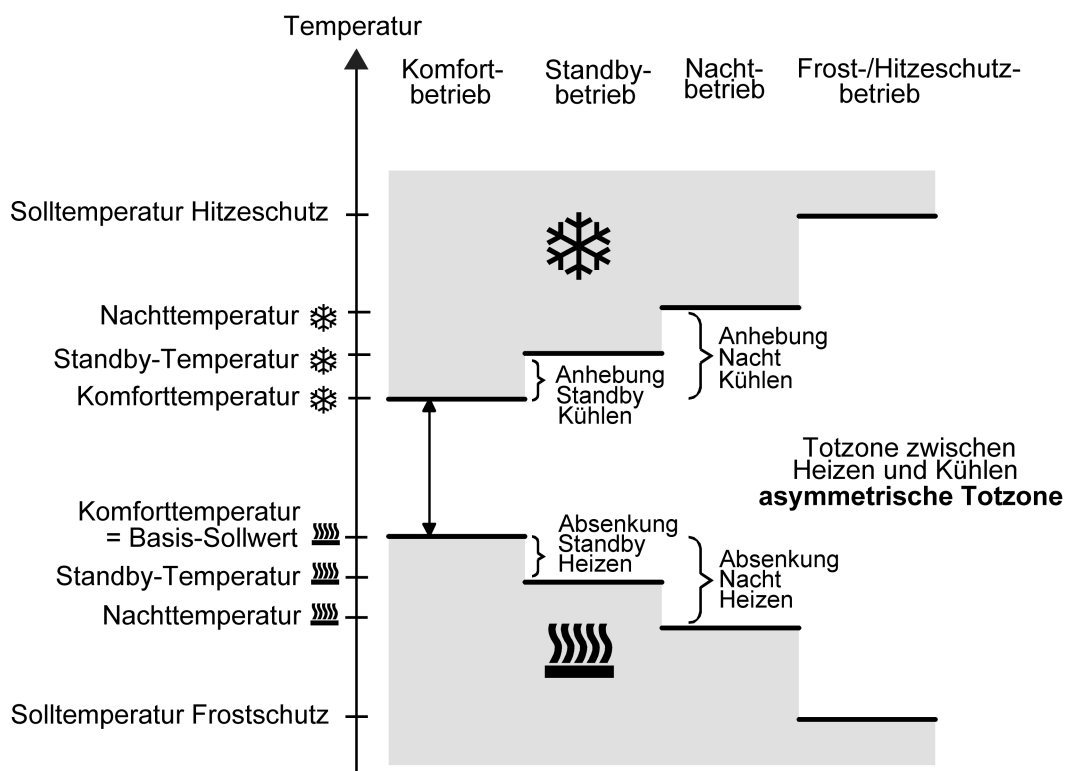 Temperatur
Komfort-
betrieb
Standby-
betrieb
Nacht-
betrieb
Frost-/Hitzeschutz-
betrieb
Solltemperatur Hitzeschutz
Nachttemperatur
Standby-Temperatur
Komforttemperatur
Anhebung
Standby
Kühlen
Anhebung
Nacht
Kühlen
Totzone zwischen
Heizen und Kühlen
asymmetrische Totzone
Komforttemperatur
= Basis-Sollwert
Standby-Temperatur
Nachttemperatur
Absenkung
Standby
Heizen
Absenkung
Nacht
Heizen
Solltemperatur Frostschutz